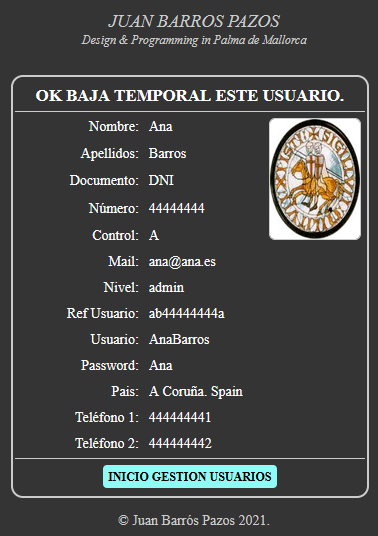 JUAN BARROS PAZOS
Design & Programming in Palma de Mallorca
OK BAJA TEMPORAL ESTE USUARIO.
Nombre: Ana
Apellidos: Barros
Documento: DNI
Número: 44444444
Control: A
Mail: ana@ana.es
Nivel: admin
Ref Usuario: ab44444444a
Usuario: AnaBarros
Password: Ana
Pais: A Coruña. Spain
Teléfono 1: 444444441
Teléfono 2: 444444442
INICIO GESTION USUARIOS
© Juan Barrós Pazos 2021.